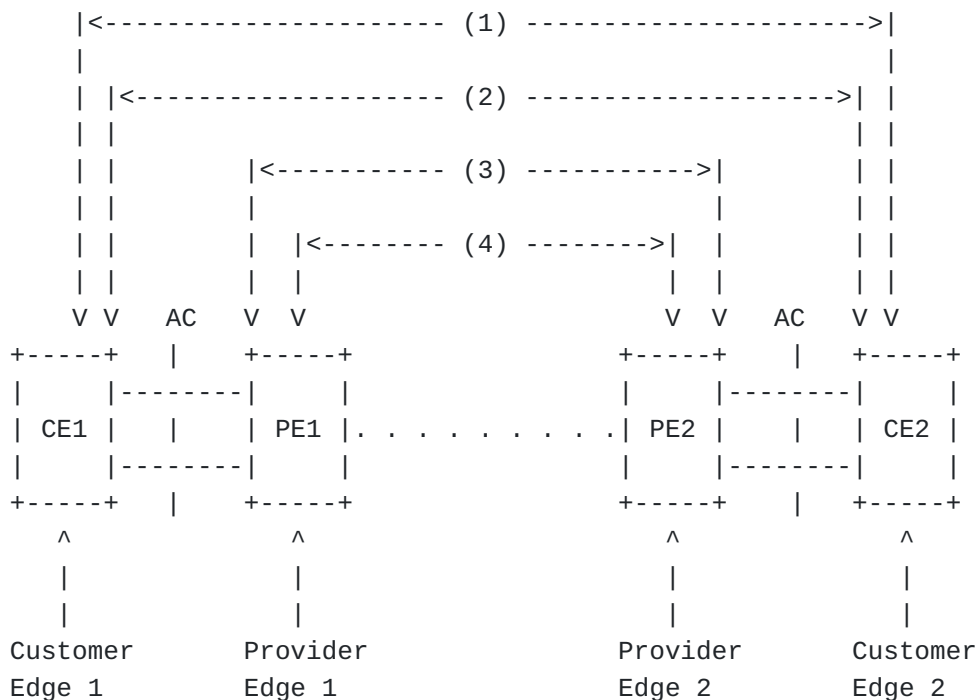 |<---------------------- (1) ---------------------->|
|                                                   |
| |<--------------------- (2) -------------------->| |
| |                                                | |
| |        |<----------- (3) ----------->|        | |
| |        |                             |        | |
| |        |  |<-------- (4) -------->|  |        | |
| |        |  |                       |  |        | |
V V   AC   V  V                       V  V   AC   V V
+-----+   |    +-----+                 +-----+    |   +-----+
|     |--------|     |                 |     |--------|     |
| CE1 |   |    | PE1 |. . . . . . . . .| PE2 |    |   | CE2 |
|     |--------|     |                 |     |--------|     |
+-----+   |    +-----+                 +-----+    |   +-----+
^              ^                       ^              ^
|              |                       |              |
|              |                       |              |
Customer       Provider                Provider       Customer
Edge 1         Edge 1                  Edge 2         Edge 2